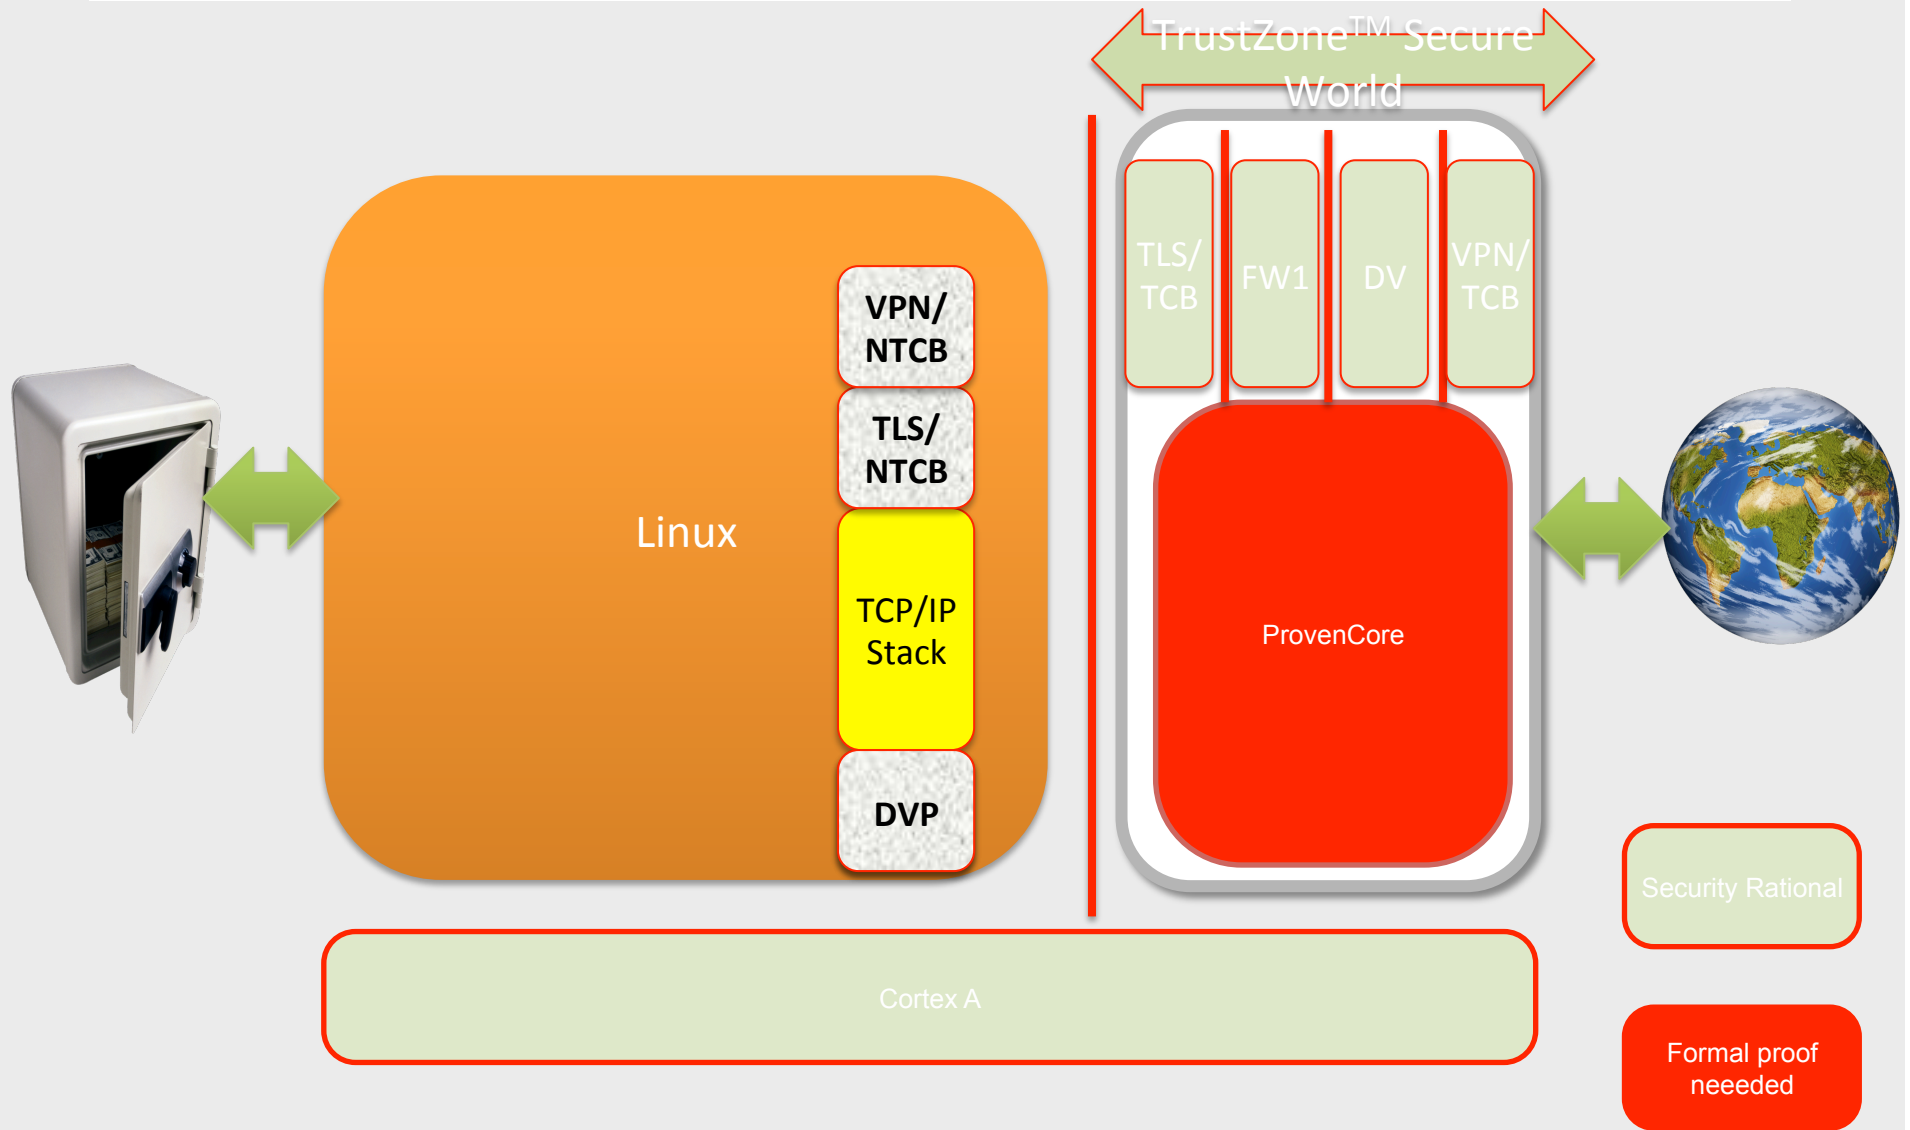 TrustZone™ Secure
World
TLS/
TCB
FW1
DV
VPN/
TCB
VPN/
NTCB
TLS/
NTCB
Linux
TCP/IP
Stack
DVP
ProvenCore
Security Rational
Cortex A
Formal proof
neeeded